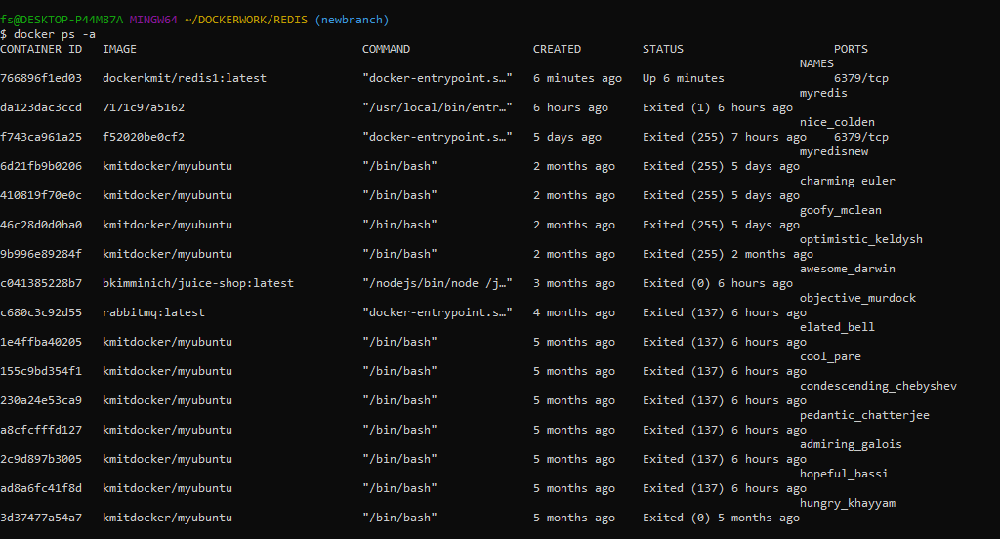 fs@DESKTOP-P44M87A MINGW64 ~/DOCKERWORK/REDIS (newbranch)
$ docker ps -a
CONTAINER ID   IMAGE                                 COMMAND                  CREATED         STATUS                      PORTS
NAMES
766896f1ed03   dockerkmit/redis1:latest              "docker-entrypoint.s…"   6 minutes ago   Up 6 minutes                6379/tcp
myredis
da123dac3ccd   7171c97a5162                          "/usr/local/bin/entr…"   6 hours ago     Exited (1) 6 hours ago
nice_colden
f743ca961a25   f52020be0cf2                          "docker-entrypoint.s…"   5 days ago      Exited (255) 7 hours ago    6379/tcp
myredisnew
6d21fb9b0206   kmitdocker/myubuntu                   "/bin/bash"              2 months ago    Exited (255) 5 days ago
charming_euler
410819f70e0c   kmitdocker/myubuntu                   "/bin/bash"              2 months ago    Exited (255) 5 days ago
goofy_mclean
46c28d0d0ba0   kmitdocker/myubuntu                   "/bin/bash"              2 months ago    Exited (255) 5 days ago
optimistic_keldysh
9b996e89284f   kmitdocker/myubuntu                   "/bin/bash"              2 months ago    Exited (255) 2 months ago
awesome_darwin
c041385228b7   bkimminich/juice-shop:latest          "/nodejs/bin/node /j…"   3 months ago    Exited (0) 6 hours ago
objective_murdock
c680c3c92d55   rabbitmq:latest                       "docker-entrypoint.s…"   4 months ago    Exited (137) 6 hours ago
elated_bell
1e4ffba40205   kmitdocker/myubuntu                   "/bin/bash"              5 months ago    Exited (137) 6 hours ago
cool_pare
155c9bd354f1   kmitdocker/myubuntu                   "/bin/bash"              5 months ago    Exited (137) 6 hours ago
condescending_chebyshev
230a24e53ca9   kmitdocker/myubuntu                   "/bin/bash"              5 months ago    Exited (137) 6 hours ago
pedantic_chatterjee
a8cfcfffd127   kmitdocker/myubuntu                   "/bin/bash"              5 months ago    Exited (137) 6 hours ago
admiring_galois
2c9d897b3005   kmitdocker/myubuntu                   "/bin/bash"              5 months ago    Exited (137) 6 hours ago
hopeful_bassi
ad8a6fc41f8d   kmitdocker/myubuntu                   "/bin/bash"              5 months ago    Exited (137) 6 hours ago
hungry_khayyam
3d37477a54a7   kmitdocker/myubuntu                   "/bin/bash"              5 months ago    Exited (0) 5 months ago